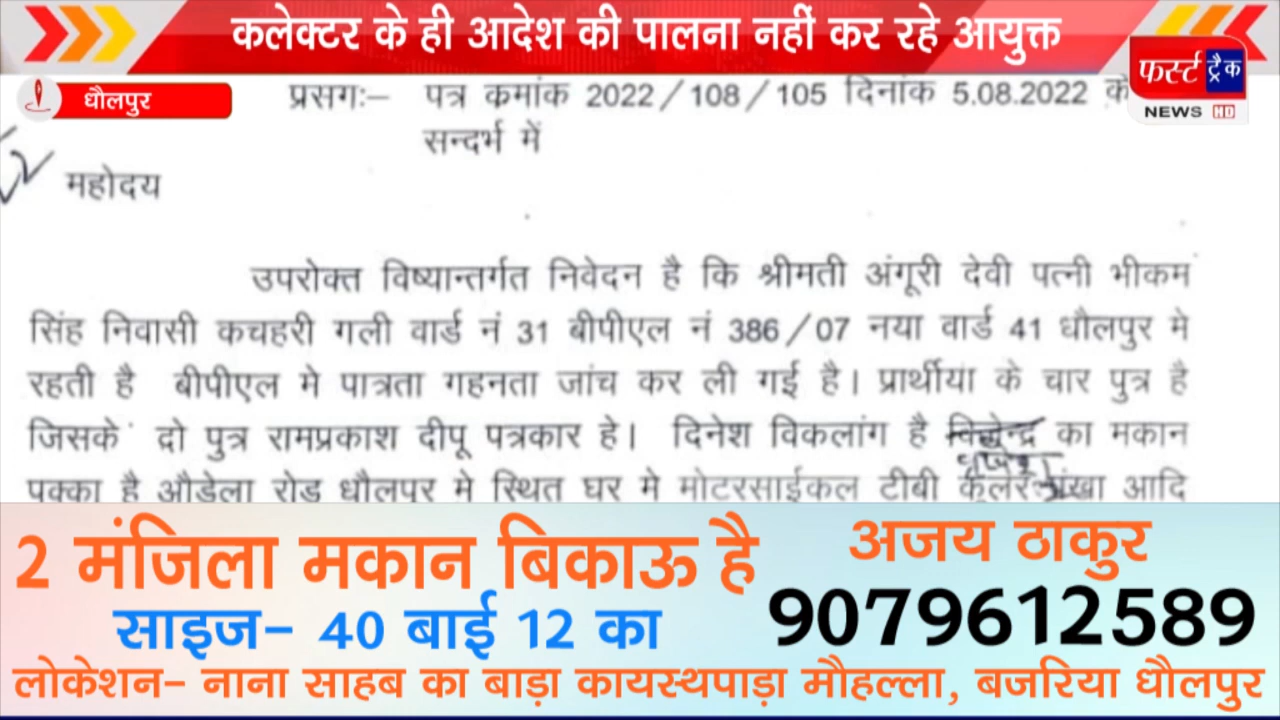 कलेक्टर के ही आदेश की पालना नहीं कर रहे आयुक्त
फर्स्ट ट्रैक
NEWS HD
धौलपुर
प्रसगः– पत्र कमांक 2022/108/105 दिनांक 5.08.2022 के
सन्दर्भ में
महोदय
उपरोक्त विष्यान्तर्गत निवेदन है कि श्रीमती अंगूरी देवी पत्नी भीकम
सिंह निवासी कचहरी गली वार्ड नं 31 बीपीएल नं 386/07 नया वार्ड 41 धौलपुर मे
रहती है बीपीएल मे पात्रता गहनता जांच कर ली गई है। प्रार्थीया के चार पुत्र है
जिसके दो पुत्र रामप्रकाश दीपू पत्रकार हे। दिनेश विकलांग है का मकान
पक्का है औडेला रोड धौलपुर मे स्थित घर मे मोटरसाईकल टीबी कूलर पंखा आदि
2 मंजिला मकान बिकाऊ है
साइज– 40 बाई 12 का
अजय ठाकुर
9079612589
लोकेशन– नाना साहब का बाड़ा कायस्थपाड़ा मौहल्ला, बजरिया धौलपुर